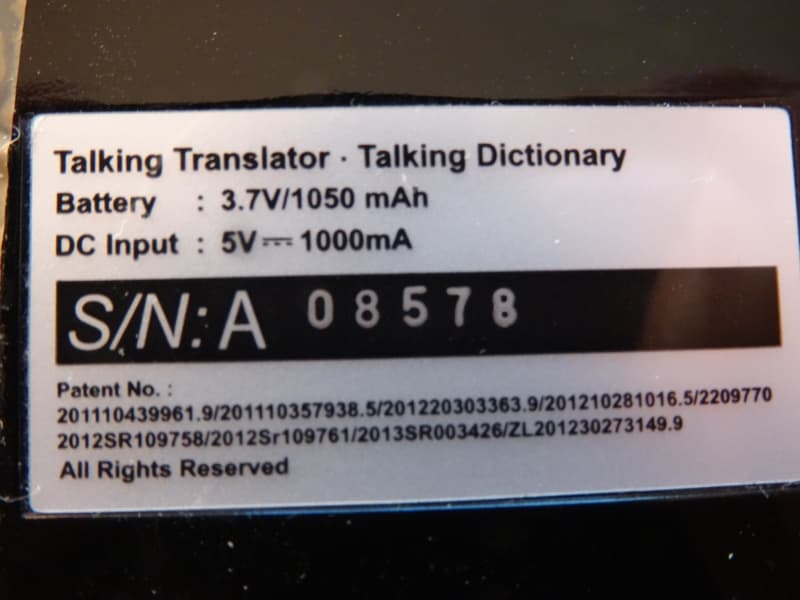 Talking Translator · Talking Dictionary
Battery : 3.7V/1050 mAh
DC Input : 5V⎓1000mA
S/N: A 08578
Patent No. :
201110439961.9/201110357938.5/201220303363.9/201210281016.5/2209770
2012SR109758/2012Sr109761/2013SR003426/ZL201230273149.9
All Rights Reserved